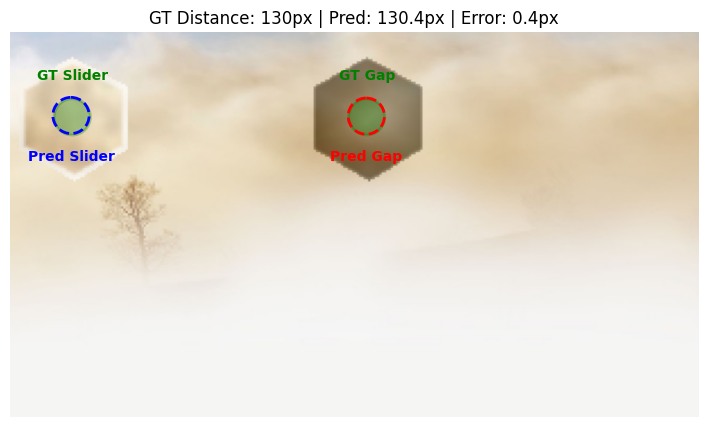 GT Distance: 130px | Pred: 130.4px | Error: 0.4px
GT Slider
GT Gap
Pred Slider
Pred Gap